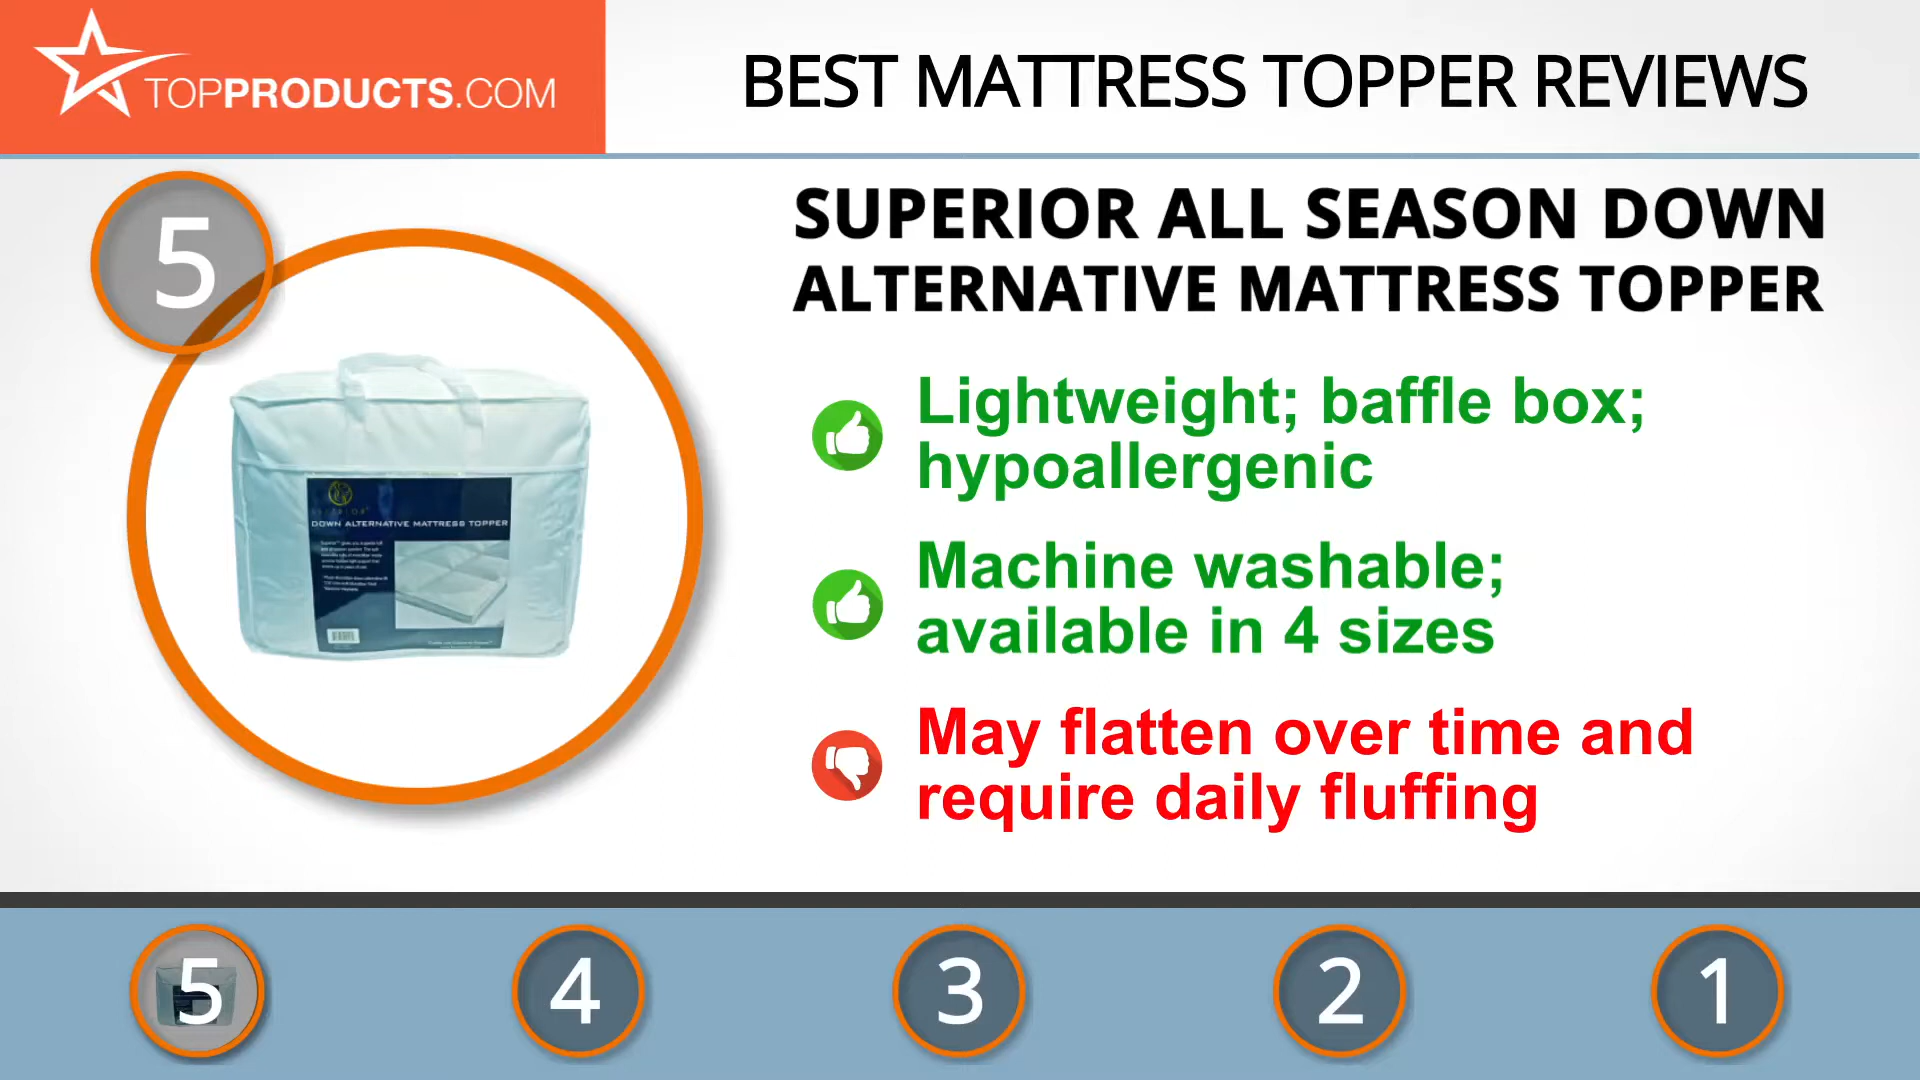 TOPPRODUCTS.COM
BEST MATTRESS TOPPER REVIEWS
5
SUPERIOR ALL SEASON DOWN
ALTERNATIVE MATTRESS TOPPER
DOWN ALTERNATIVE MATTRESS TOPPER
Lightweight; baffle box;
hypoallergenic
Machine washable;
available in 4 sizes
May flatten over time and
require daily fluffing
5 4 3 2 1